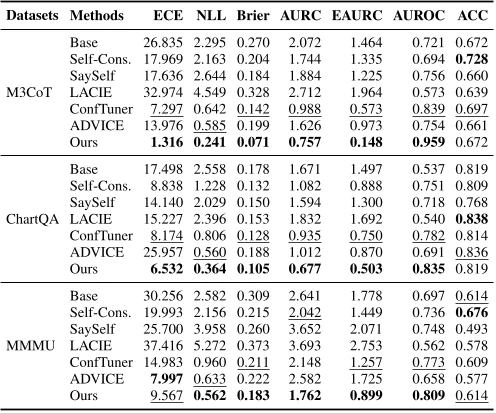 Datasets Methods ECE NLL Brier AURC EAURC AUROC ACC
Base 26.835 2.295 0.270 2.072 1.464 0.721 0.672
Self-Cons. 17.969 2.163 0.204 1.744 1.335 0.694 0.728
SaySelf 17.636 2.644 0.184 1.884 1.225 0.756 0.660
M3CoT LACIE 32.974 4.549 0.328 2.712 1.964 0.573 0.639
ConfTuner 7.297 0.642 0.142 0.988 0.573 0.839 0.697
ADVICE 13.976 0.585 0.199 1.626 0.973 0.754 0.661
Ours 1.316 0.241 0.071 0.757 0.148 0.959 0.672
Base 17.498 2.558 0.178 1.671 1.497 0.537 0.819
Self-Cons. 8.838 1.228 0.132 1.082 0.888 0.751 0.809
SaySelf 14.140 2.029 0.150 1.594 1.300 0.718 0.768
ChartQA LACIE 15.227 2.396 0.153 1.832 1.692 0.540 0.838
ConfTuner 8.174 0.806 0.128 0.935 0.750 0.782 0.814
ADVICE 25.957 0.560 0.188 1.012 0.870 0.691 0.836
Ours 6.532 0.364 0.105 0.677 0.503 0.835 0.819
Base 30.256 2.582 0.309 2.641 1.778 0.697 0.614
Self-Cons. 19.993 2.156 0.215 2.042 1.449 0.736 0.676
SaySelf 25.700 3.958 0.260 3.652 2.071 0.748 0.493
MMMU LACIE 37.416 5.272 0.373 3.693 2.753 0.562 0.578
ConfTuner 14.983 0.960 0.211 2.148 1.257 0.773 0.609
ADVICE 7.997 0.633 0.222 2.582 1.725 0.658 0.577
Ours 9.567 0.562 0.183 1.762 0.899 0.809 0.614